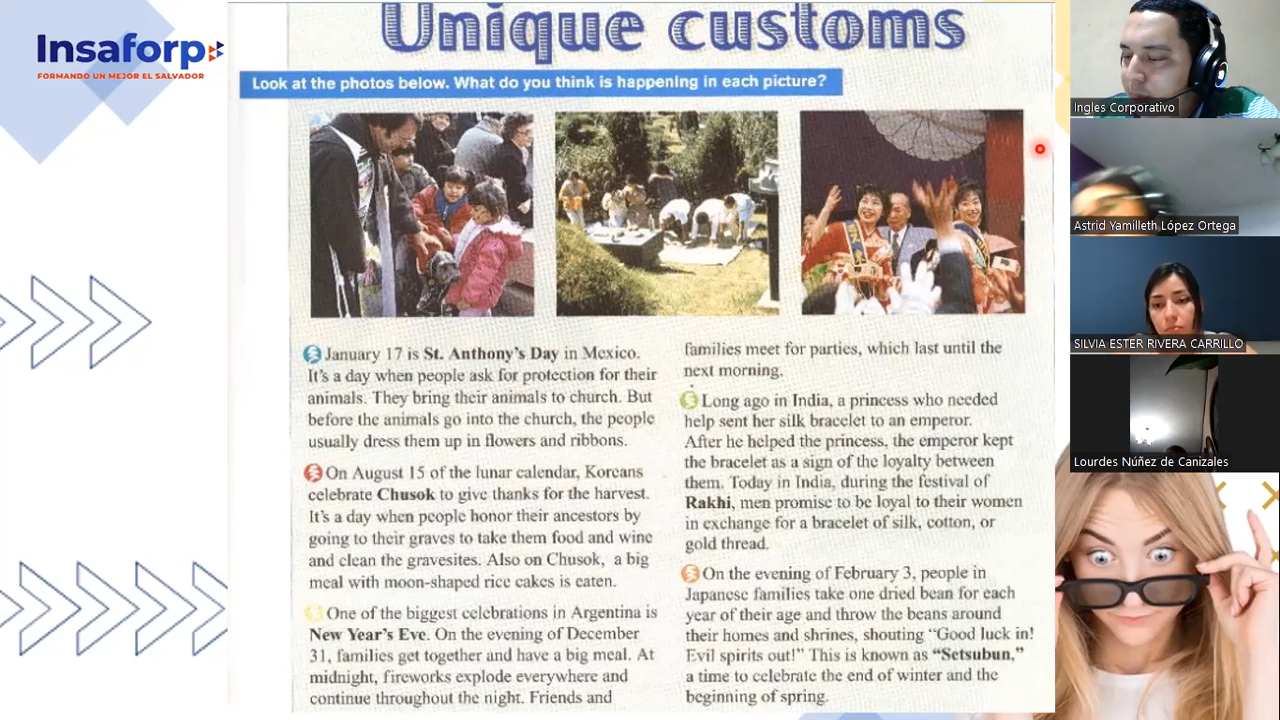 Insaforp
FORMANDO UN MEJOR EL SALVADOR
Unique customs
Look at the photos below. What do you think is happening in each picture?
January 17 is St. Anthony's Day in Mexico.
It's a day when people ask for protection for their
animals. They bring their animals to church. But
before the animals go into the church, the people
usually dress them up in flowers and ribbons.
On August 15 of the lunar calendar, Koreans
celebrate Chusok to give thanks for the harvest.
It's a day when people honor their ancestors by
going to their graves to take them food and wine
and clean the gravesites. Also on Chusok, a big
meal with moon-shaped rice cakes is eaten.
One of the biggest celebrations in Argentina is
New Year's Eve. On the evening of December
31, families get together and have a big meal. At
midnight, fireworks explode everywhere and
continue throughout the night. Friends and
families meet for parties, which last until the
next morning.
Long ago in India, a princess who needed
help sent her silk bracelet to an emperor.
After he helped the princess, the emperor kept
the bracelet as a sign of the loyalty between
them. Today in India, during the festival of
Rakhi, men promise to be loyal to their women
in exchange for a bracelet of silk, cotton, or
gold thread.
On the evening of February 3, people in
Japanese families take one dried bean for each
year of their age and throw the beans around
their homes and shrines, shouting "Good luck in!
Evil spirits out!" This is known as "Setsubun,"
a time to celebrate the end of winter and the
beginning of spring.
Ingles Corporativo
Astrid Yamilleth López Ortega
SILVIA ESTER RIVERA CARRILLO
Lourdes Núñez de Canizales